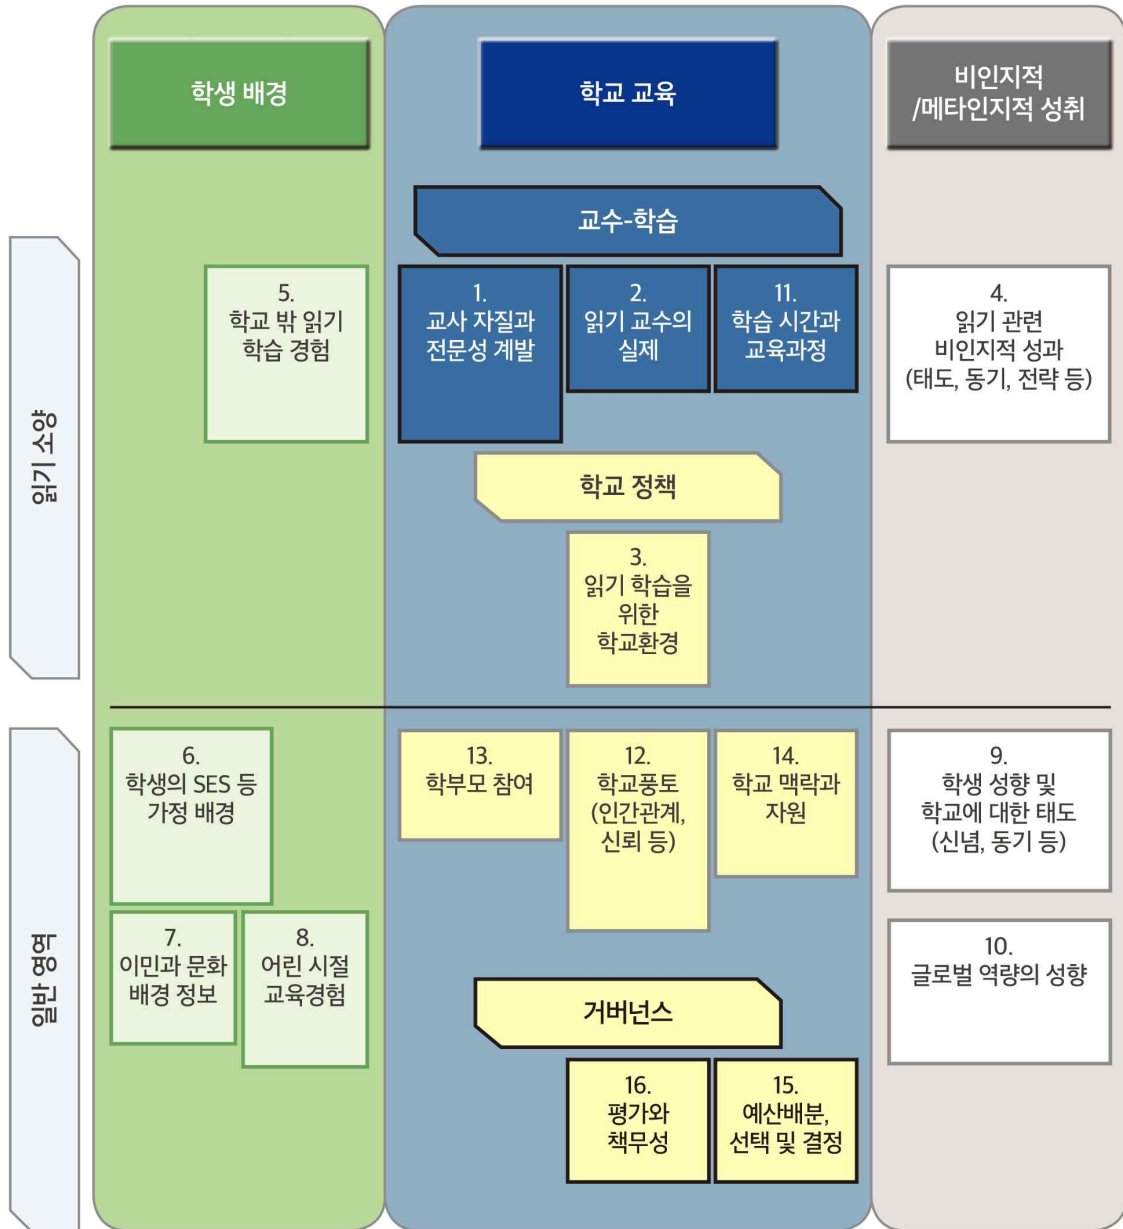 학생 배경
학교 교육
비인지적
/메타인지적 성취
읽기 소양
교수-학습
5.
학교 밖 읽기
학습 경험
1.
교사 자질과
전문성 계발
2.
읽기 교수의
실제
11.
학습 시간과
교육과정
4.
읽기 관련
비인지적 성과
(태도, 동기, 전략 등)
학교 정책
3.
읽기 학습을
위한
학교환경
일반 영역
6.
학생의 SES 등
가정 배경
7.
이민과 문화
배경 정보
8.
어린 시절
교육경험
13.
학부모 참여
12.
학교풍토
(인간관계,
신뢰 등)
14.
학교 맥락과
자원
거버넌스
16.
평가와
책무성
15.
예산배분,
선택 및 결정
9.
학생 성향 및
학교에 대한 태도
(신념, 동기 등)
10.
글로벌 역량의 성향